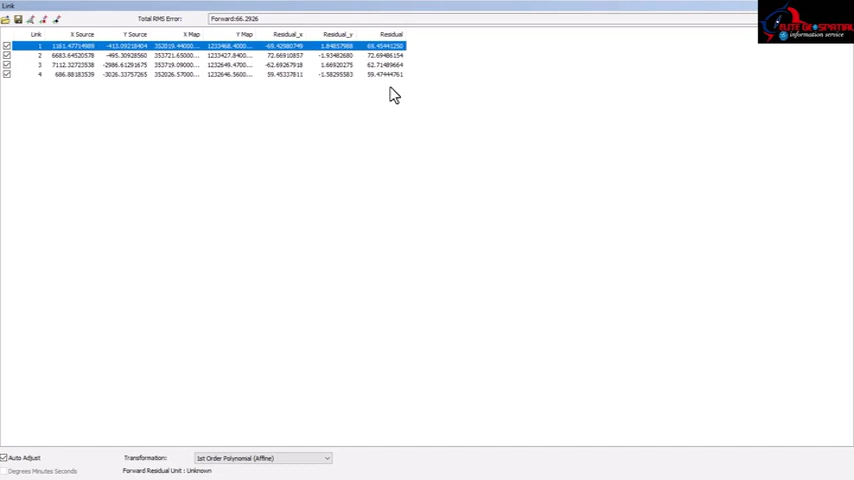 Link
Total RMS Error: Forward:66.2926
ELITE GEOSPATIAL
information service
Link X Source Y Source X Map Y Map Residual_x Residual_y Residual
1 1161.47714989 -413.09218404 352019.44000... 1233468.4000... -69.42980749 1.84857988 69.45441250
2 6683.64520578 -495.30928560 353721.65000... 1233427.8400... 72.66910857 -1.93482680 72.69486154
3 7112.32723538 -2986.61291675 353719.09000... 1232649.4700... -62.69267918 1.66920275 62.71489664
4 686.88183539 -3026.33757265 352026.57000... 1232646.5600... 59.45337811 -1.58295583 59.47444761
Auto Adjust Transformation: 1st Order Polynomial (Affine)
Degrees Minutes Seconds Forward Residual Unit : Unknown